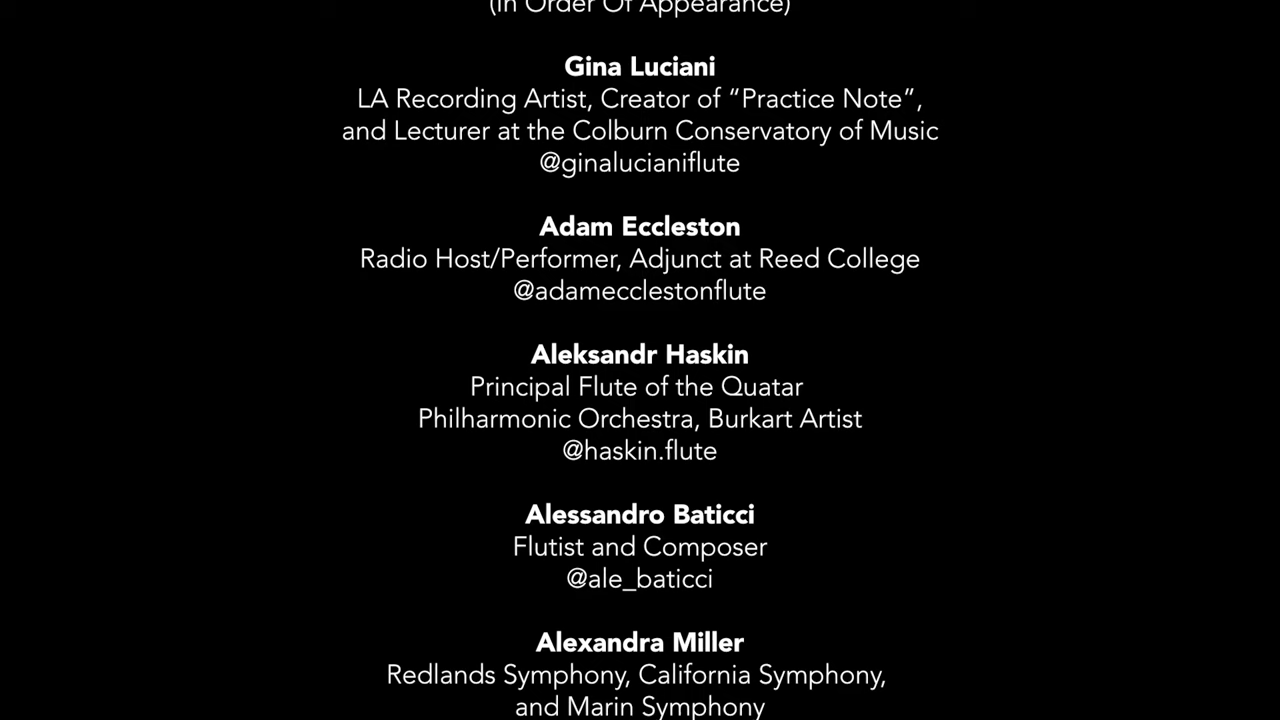 (In Order Of Appearance)
Gina Luciani
LA Recording Artist, Creator of “Practice Note”,
and Lecturer at the Colburn Conservatory of Music
@ginalucianiflute
Adam Eccleston
Radio Host/Performer, Adjunct at Reed College
@adamecclestonflute
Aleksandr Haskin
Principal Flute of the Quatar
Philharmonic Orchestra, Burkart Artist
@haskin.flute
Alessandro Baticci
Flutist and Composer
@ale_baticci
Alexandra Miller
Redlands Symphony, California Symphony,
and Marin Symphony